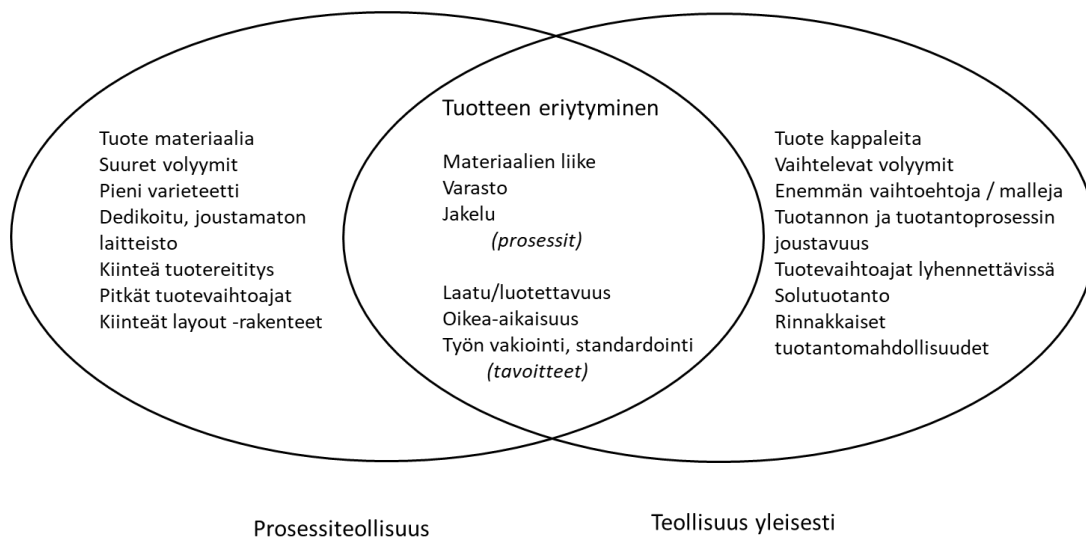 Tuote materiaalia
Suuret volyymit
Pieni varieteetti
Dedikoitu, joustamaton
laitteisto
Kiinteä tuotereititys
Pitkät tuotevaihtoajat
Kiinteät layout -rakenteet
Tuotteen eriytyminen
Materiaalien liike
Varasto
Jakelu
(prosessit)
Laatu/luotettavuus
Oikea-aikaisuus
Työn vakiointi, standardointi
(tavoitteet)
Tuote kappaleita
Vaihtelevat volyymit
Enemmän vaihtoehtoja / malleja
Tuotannon ja tuotantoprosessin
joustavuus
Tuotevaihtoajat lyhennettävissä
Solutuotanto
Rinnakkaiset
tuotantomahdollisuudet
Prosessiteollisuus
Teollisuus yleisesti